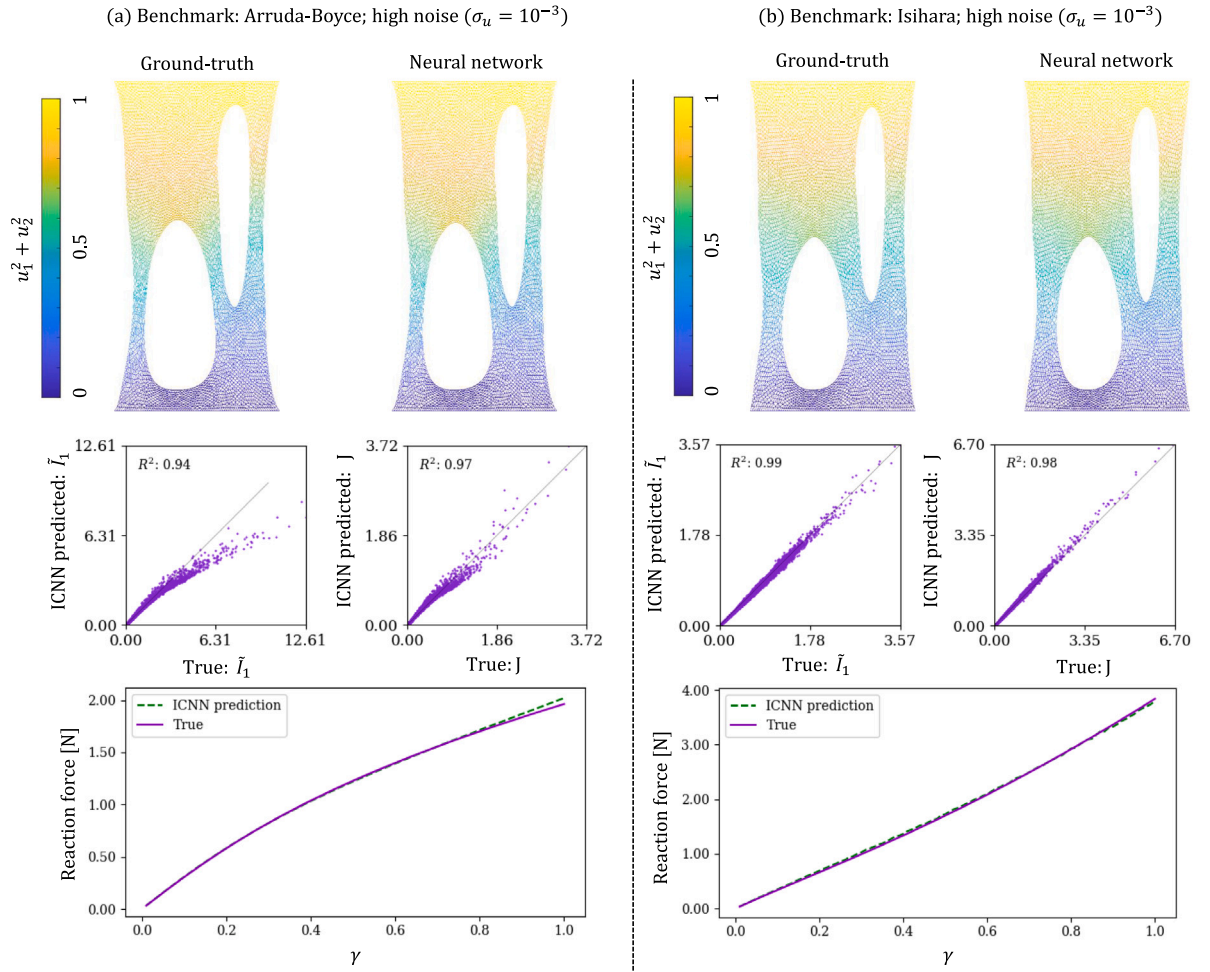 (a) Benchmark: Arruda-Boyce; high noise (σ_u = 10⁻³)
Ground-truth
Neural network
u₁² + u₂²
1
0.5
0
ICNN predicted: Ĩ₁
12.61
6.31
0.00
R²: 0.94
0.00
6.31
12.61
True: Ĩ₁
ICNN predicted: J
3.72
1.86
0.00
R²: 0.97
0.00
1.86
3.72
True: J
Reaction force [N]
2.00
1.50
1.00
0.50
0.00
ICNN prediction
True
0.0
0.2
0.4
0.6
0.8
1.0
γ
(b) Benchmark: Isihara; high noise (σ_u = 10⁻³)
Ground-truth
Neural network
u₁² + u₂²
1
0.5
0
ICNN predicted: Ĩ₁
3.57
1.78
0.00
R²: 0.99
0.00
1.78
3.57
True: Ĩ₁
ICNN predicted: J
6.70
3.35
0.00
R²: 0.98
0.00
3.35
6.70
True: J
Reaction force [N]
4.00
3.00
2.00
1.00
0.00
ICNN prediction
True
0.0
0.2
0.4
0.6
0.8
1.0
γ